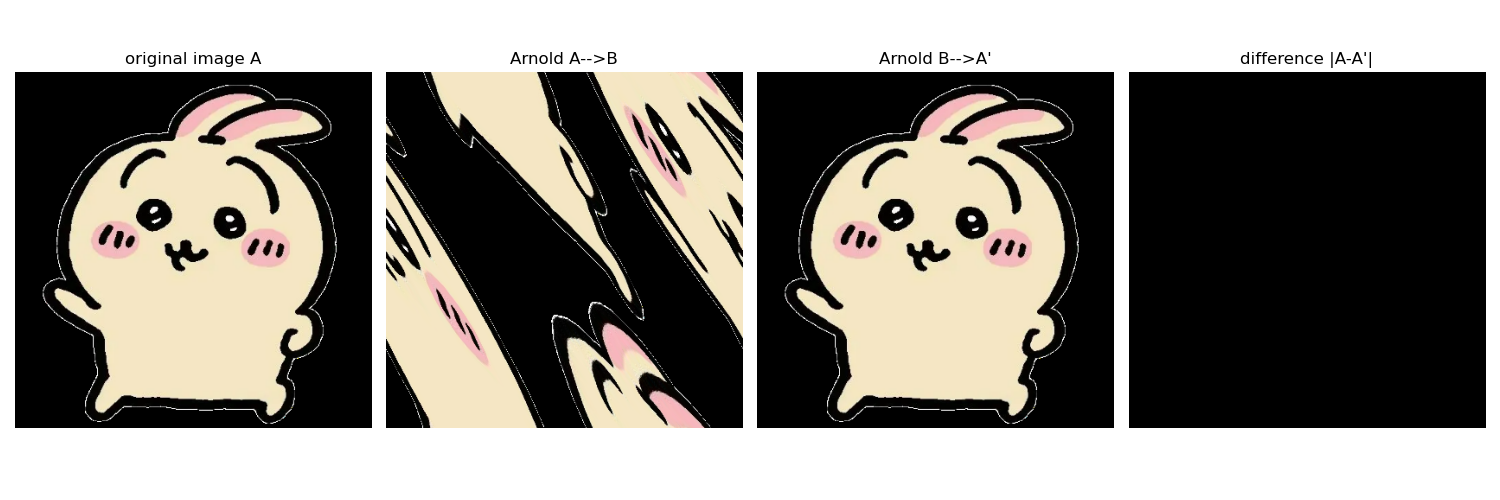 original image A
Arnold A-->B
Arnold B-->A'
difference |A-A'|